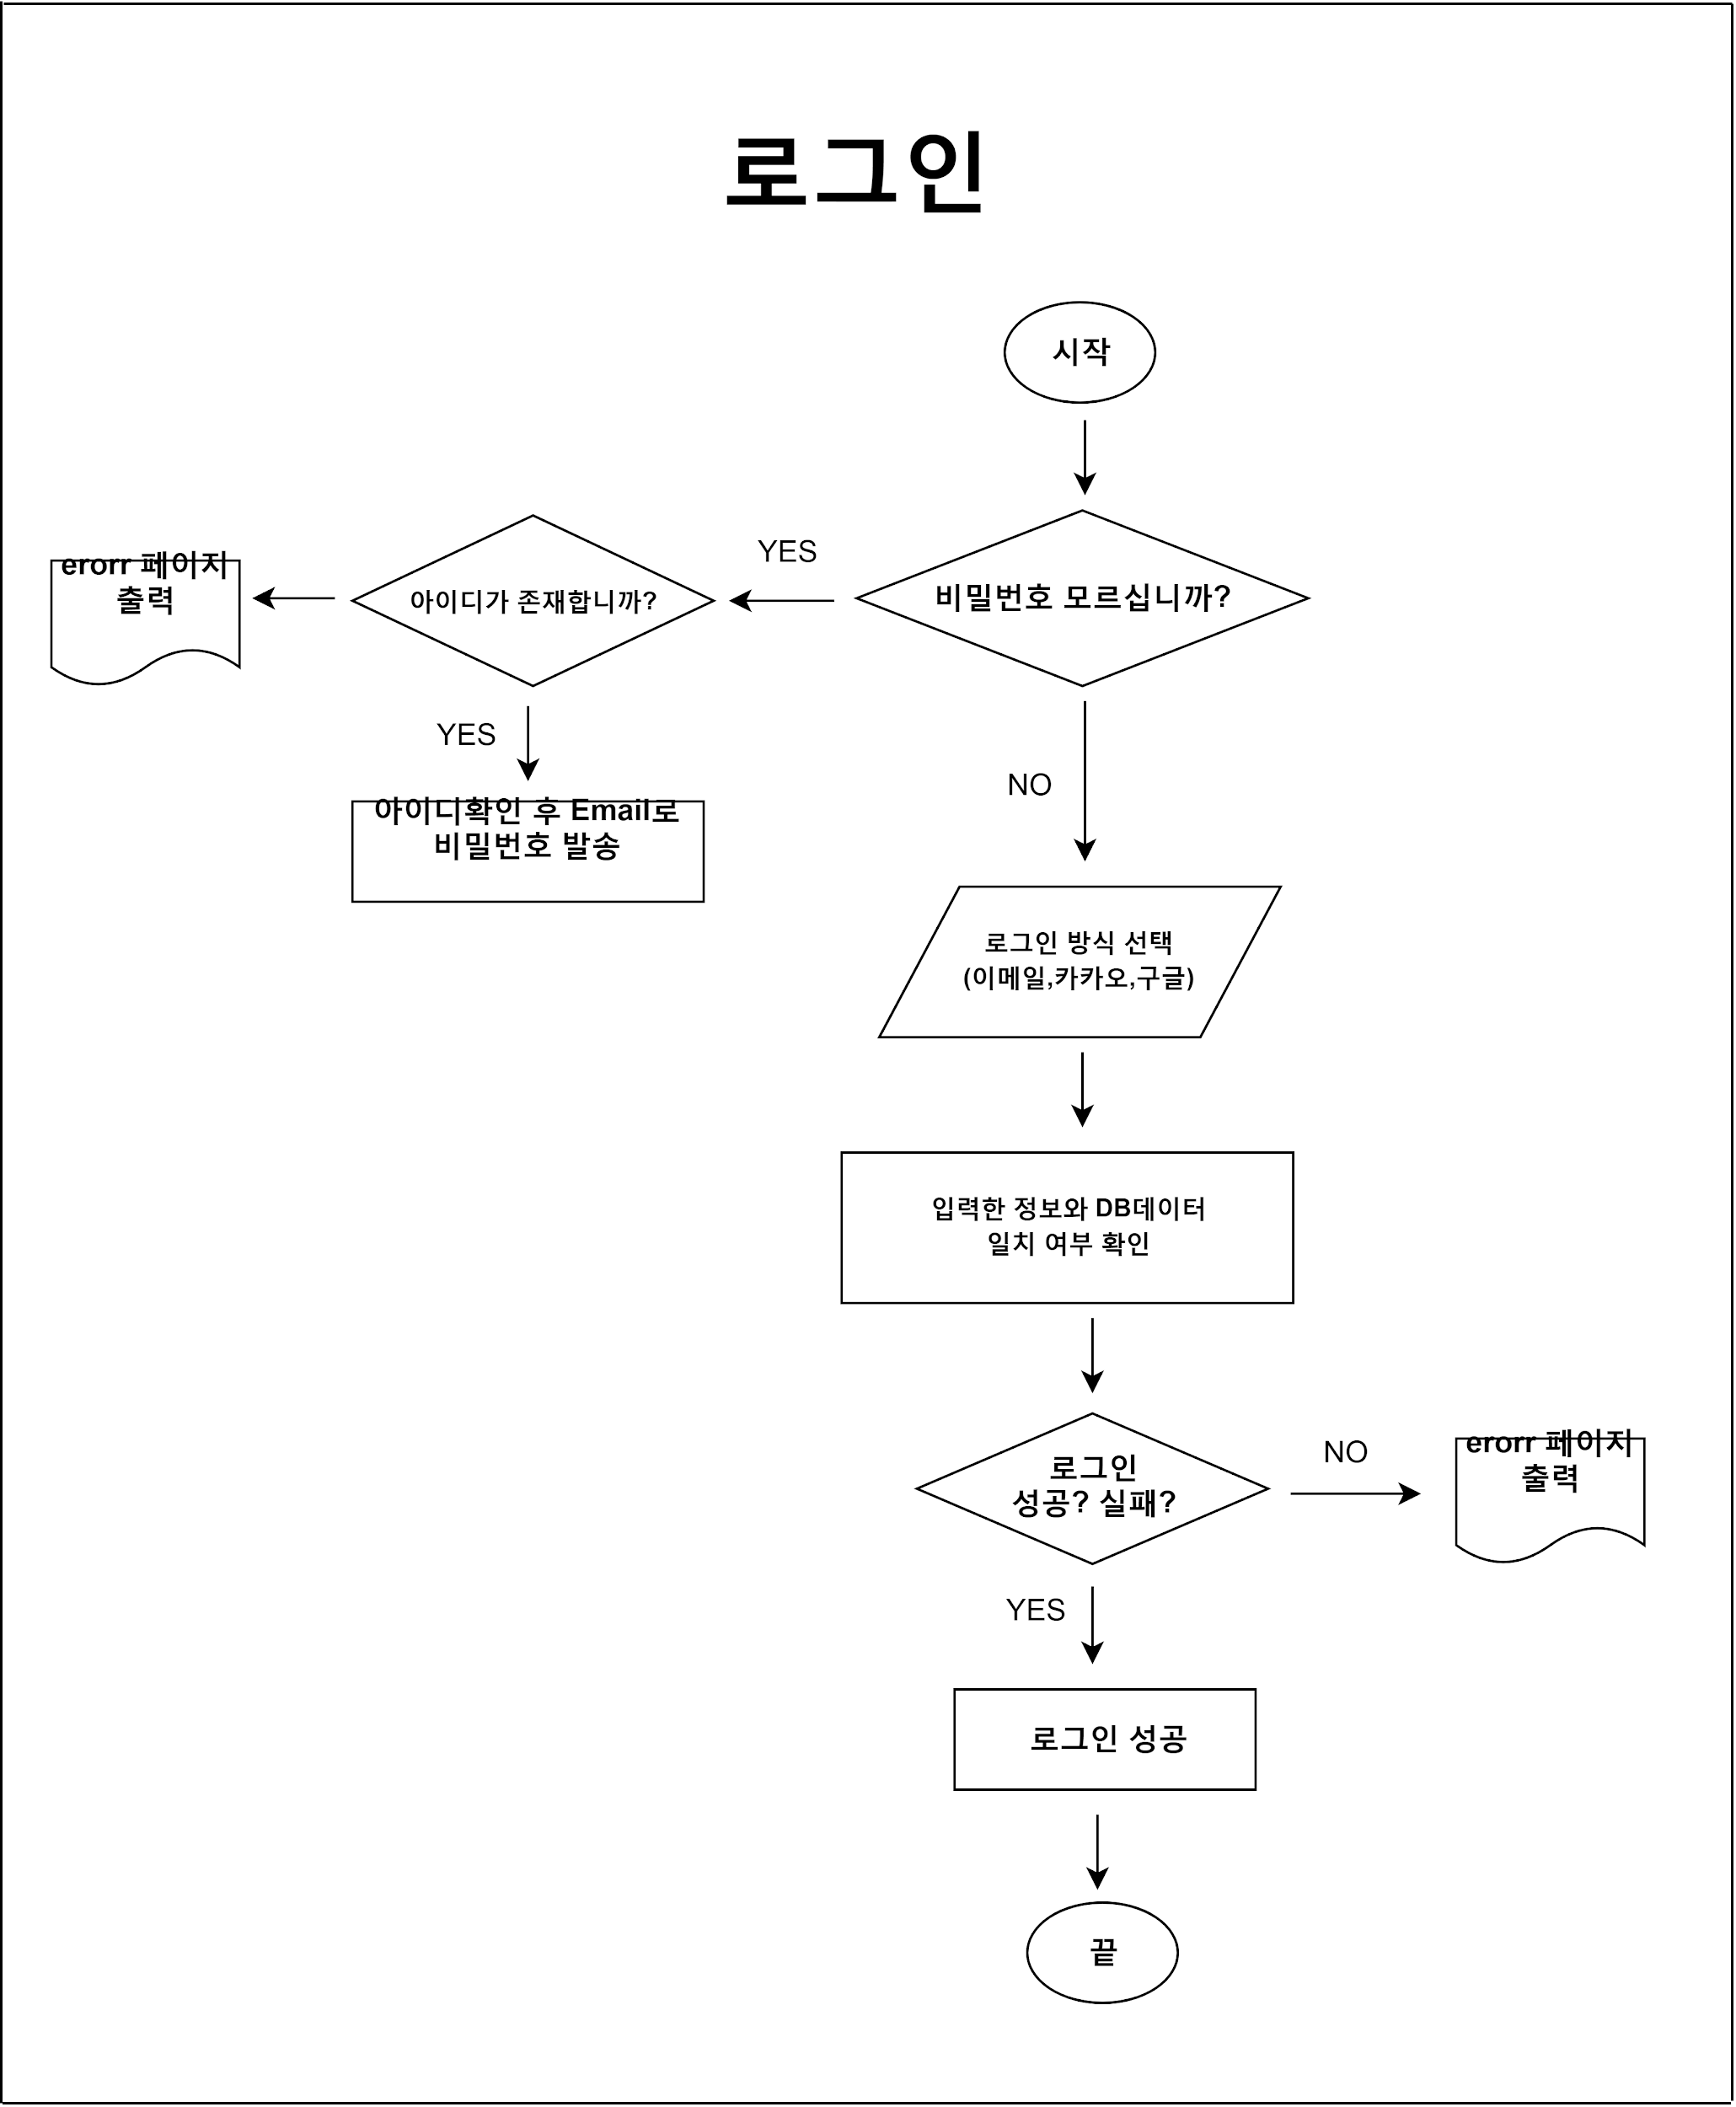 로그인
시작
비밀번호 모르십니까?
YES
아이디가 존재합니까?
erorr 페이지
출력
YES
아이디확인 후 Email로
비밀번호 발송
NO
로그인 방식 선택
(이메일,카카오,구글)
입력한 정보와 DB데이터
일치 여부 확인
로그인
성공? 실패?
NO
erorr 페이지
출력
YES
로그인 성공
끝